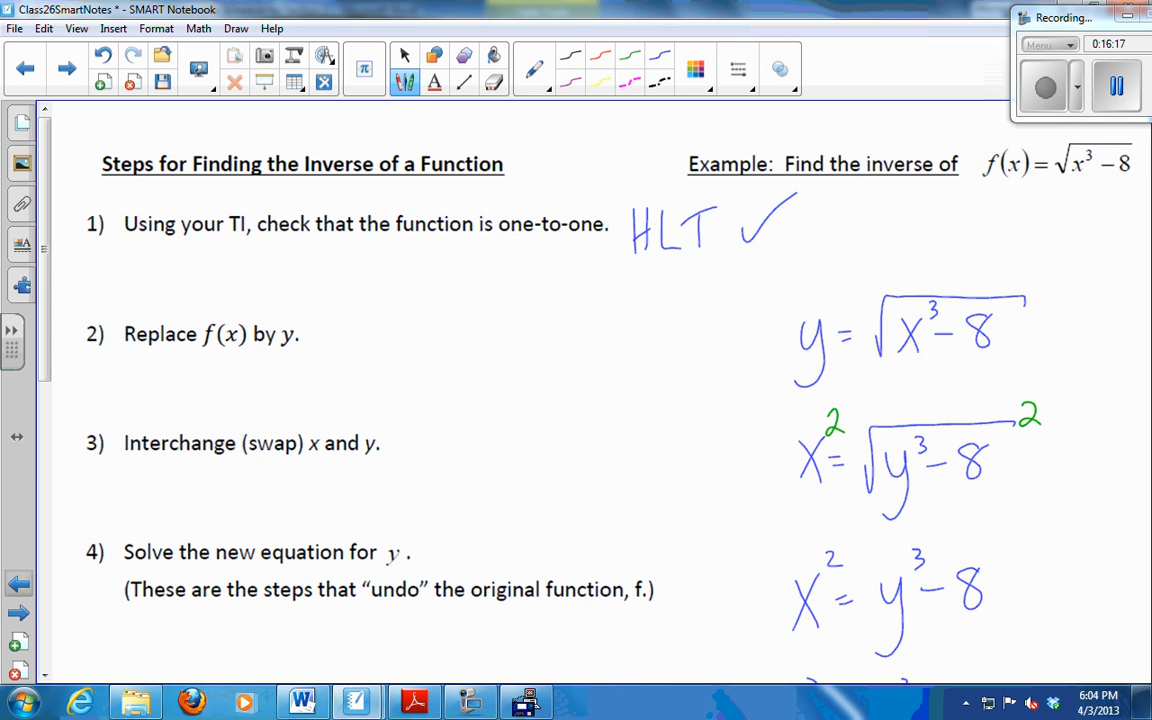 Class26SmartNotes * - SMART Notebook
File Edit View Insert Format Math Draw Help
Recording...
Menu
0:16:17
π
A
Steps for Finding the Inverse of a Function
Example: Find the inverse of f(x) = √(x³ − 8)
1) Using your TI, check that the function is one-to-one. HLT ✓
2) Replace f(x) by y.
y = √(x³ − 8)
3) Interchange (swap) x and y.
x² = √(y³ − 8)²
4) Solve the new equation for y .
(These are the steps that “undo” the original function, f.)
x² = y³ − 8
6:04 PM
4/3/2013